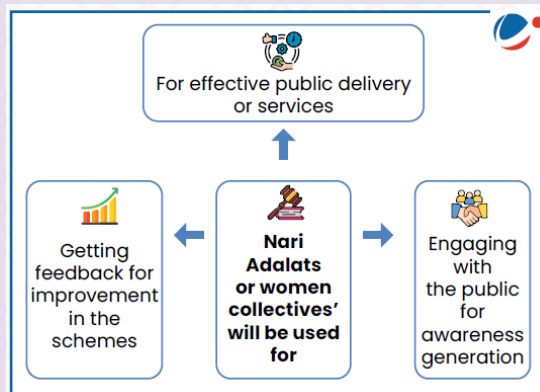 For effective public delivery
or services
Getting
feedback for
improvement
in the
schemes
Nari
Adalats
or women
collectives'
will be used
for
Engaging
with
the public
for
awareness
generation